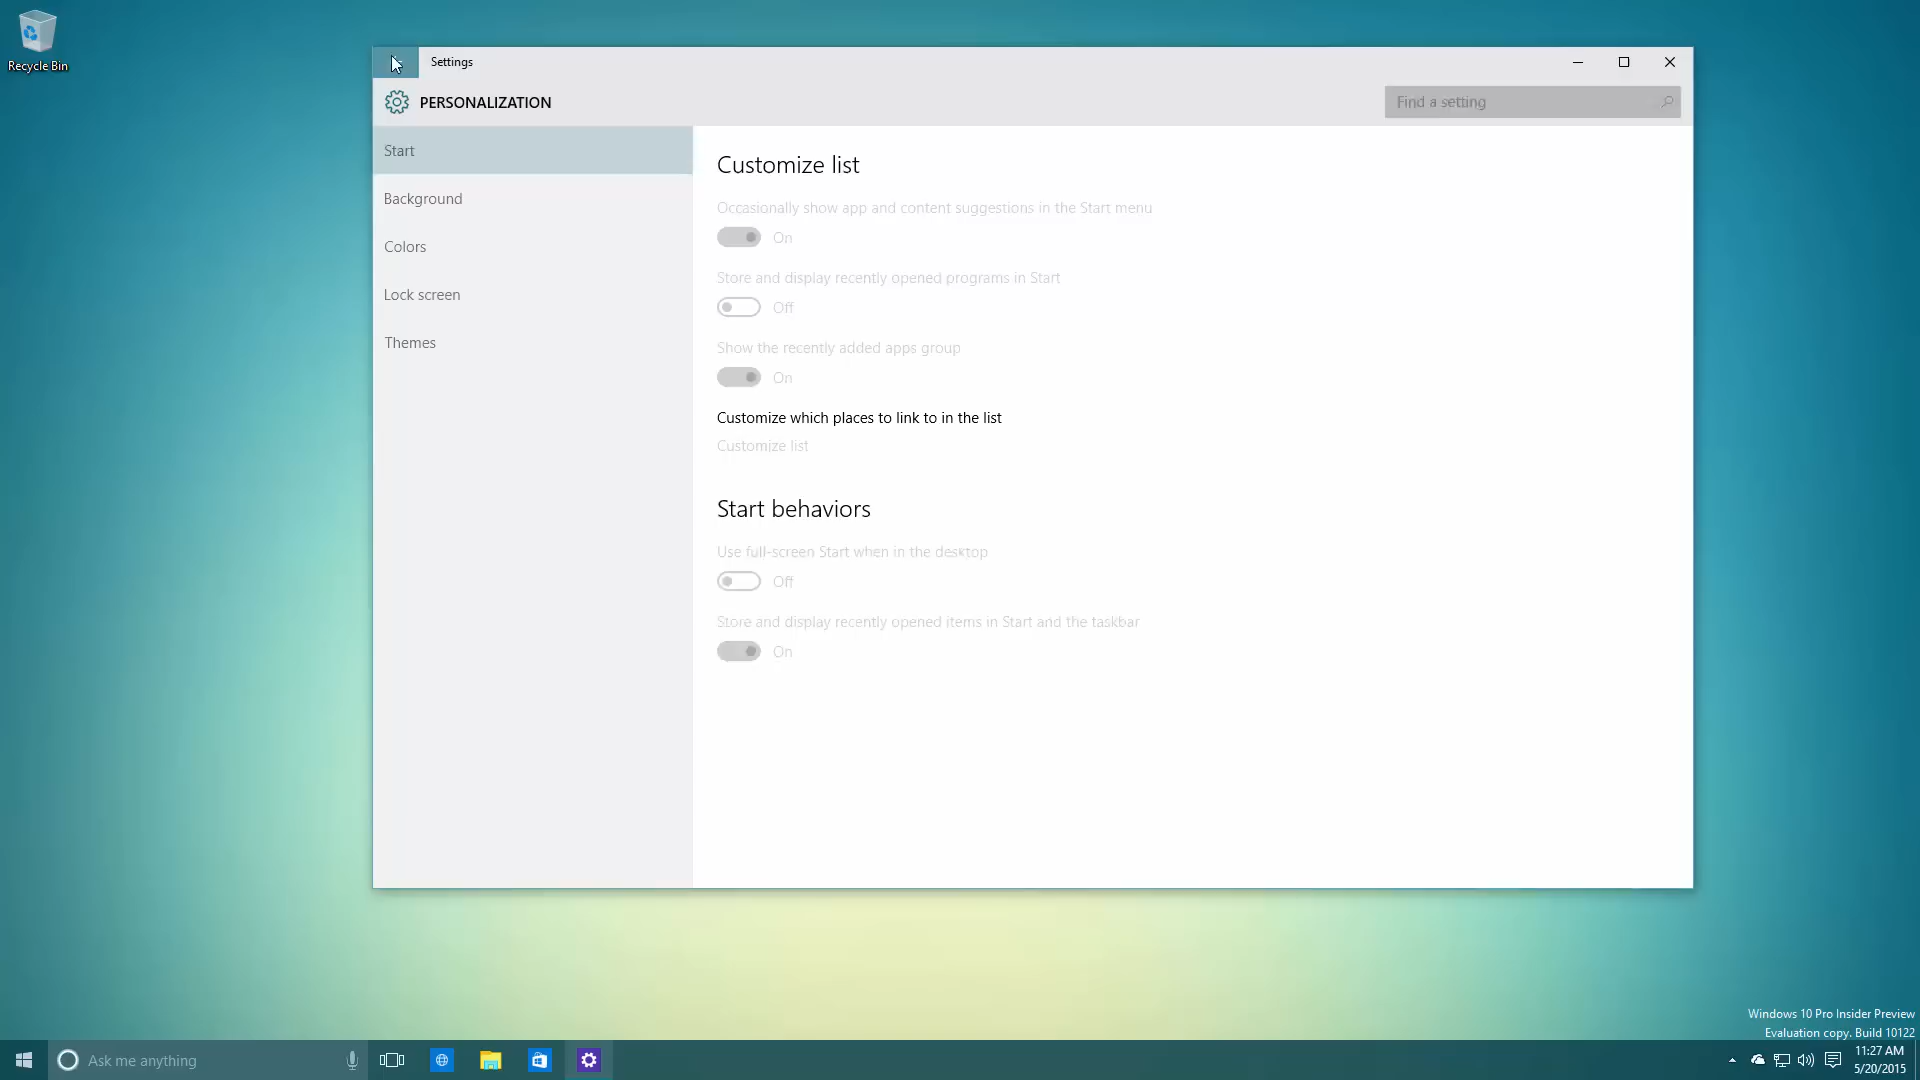 Recycle Bin
Settings
PERSONALIZATION
Find a setting
Start
Background
Colors
Lock screen
Themes
Customize list
Occasionally show app and content suggestions in the Start menu
On
Store and display recently opened programs in Start
Off
Show the recently added apps group
On
Customize which places to link to in the list
Customize list
Start behaviors
Use full-screen Start when in the desktop
Off
Store and display recently opened items in Start and the taskbar
On
Windows 10 Pro Insider Preview
Evaluation copy. Build 10122
Ask me anything
11:27 AM
5/20/2015